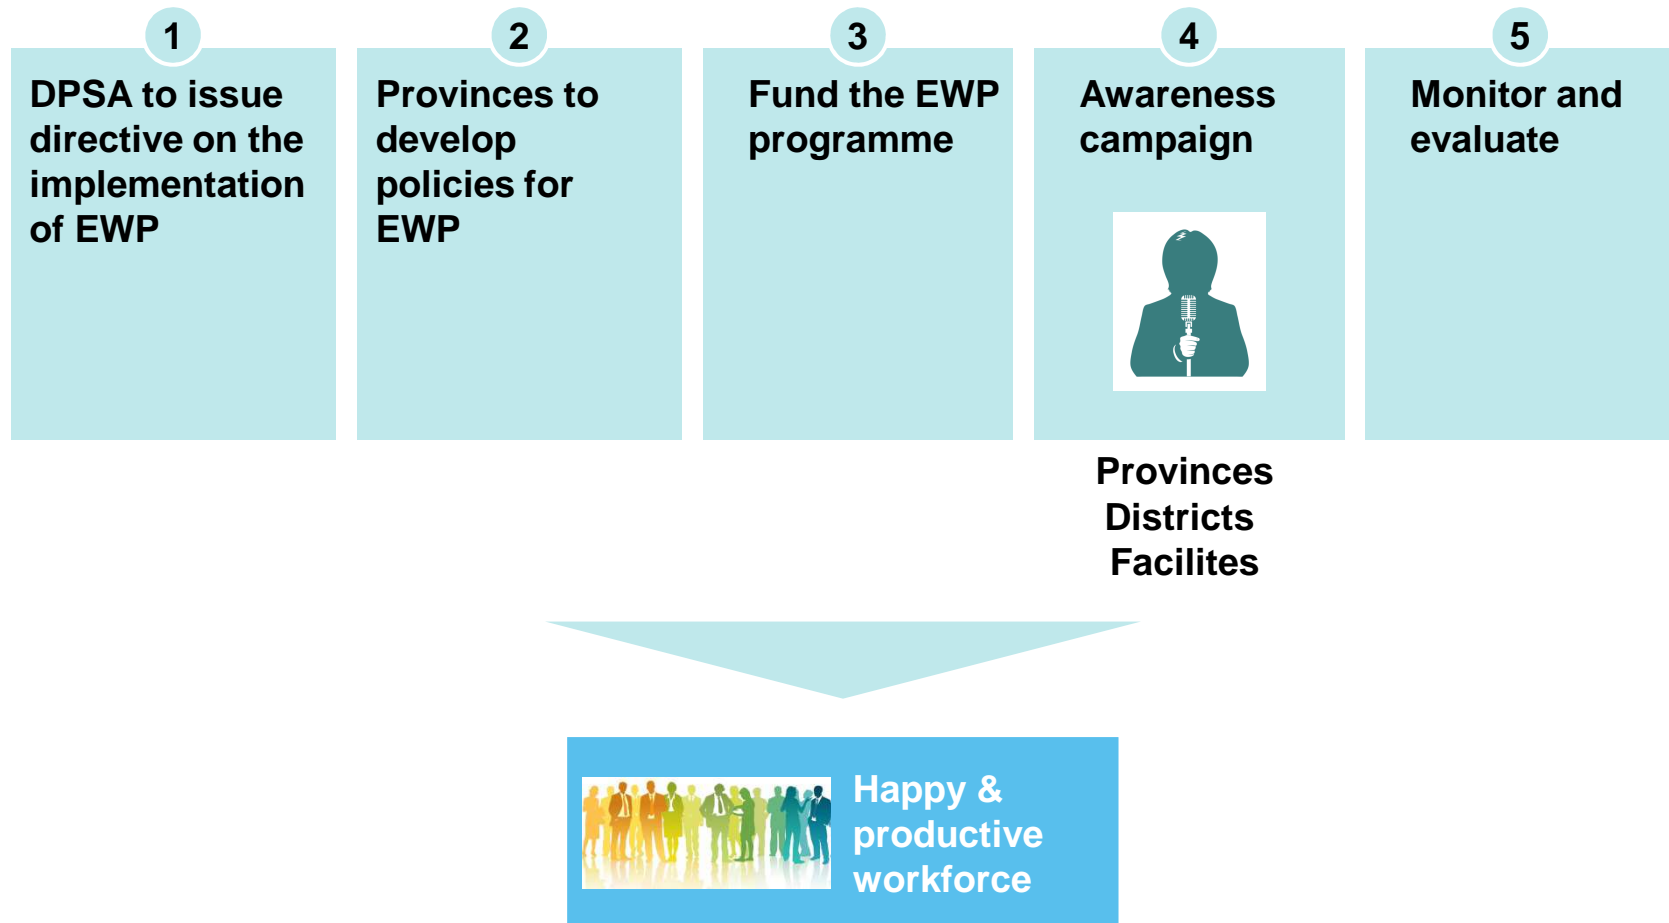 1
DPSA to issue
directive on the
implementation
of EWP
2
Provinces to
develop
policies for
EWP
3
Fund the EWP
programme
4
Awareness
campaign
Provinces
Districts
Facilites
5
Monitor and
evaluate
Happy &
productive
workforce